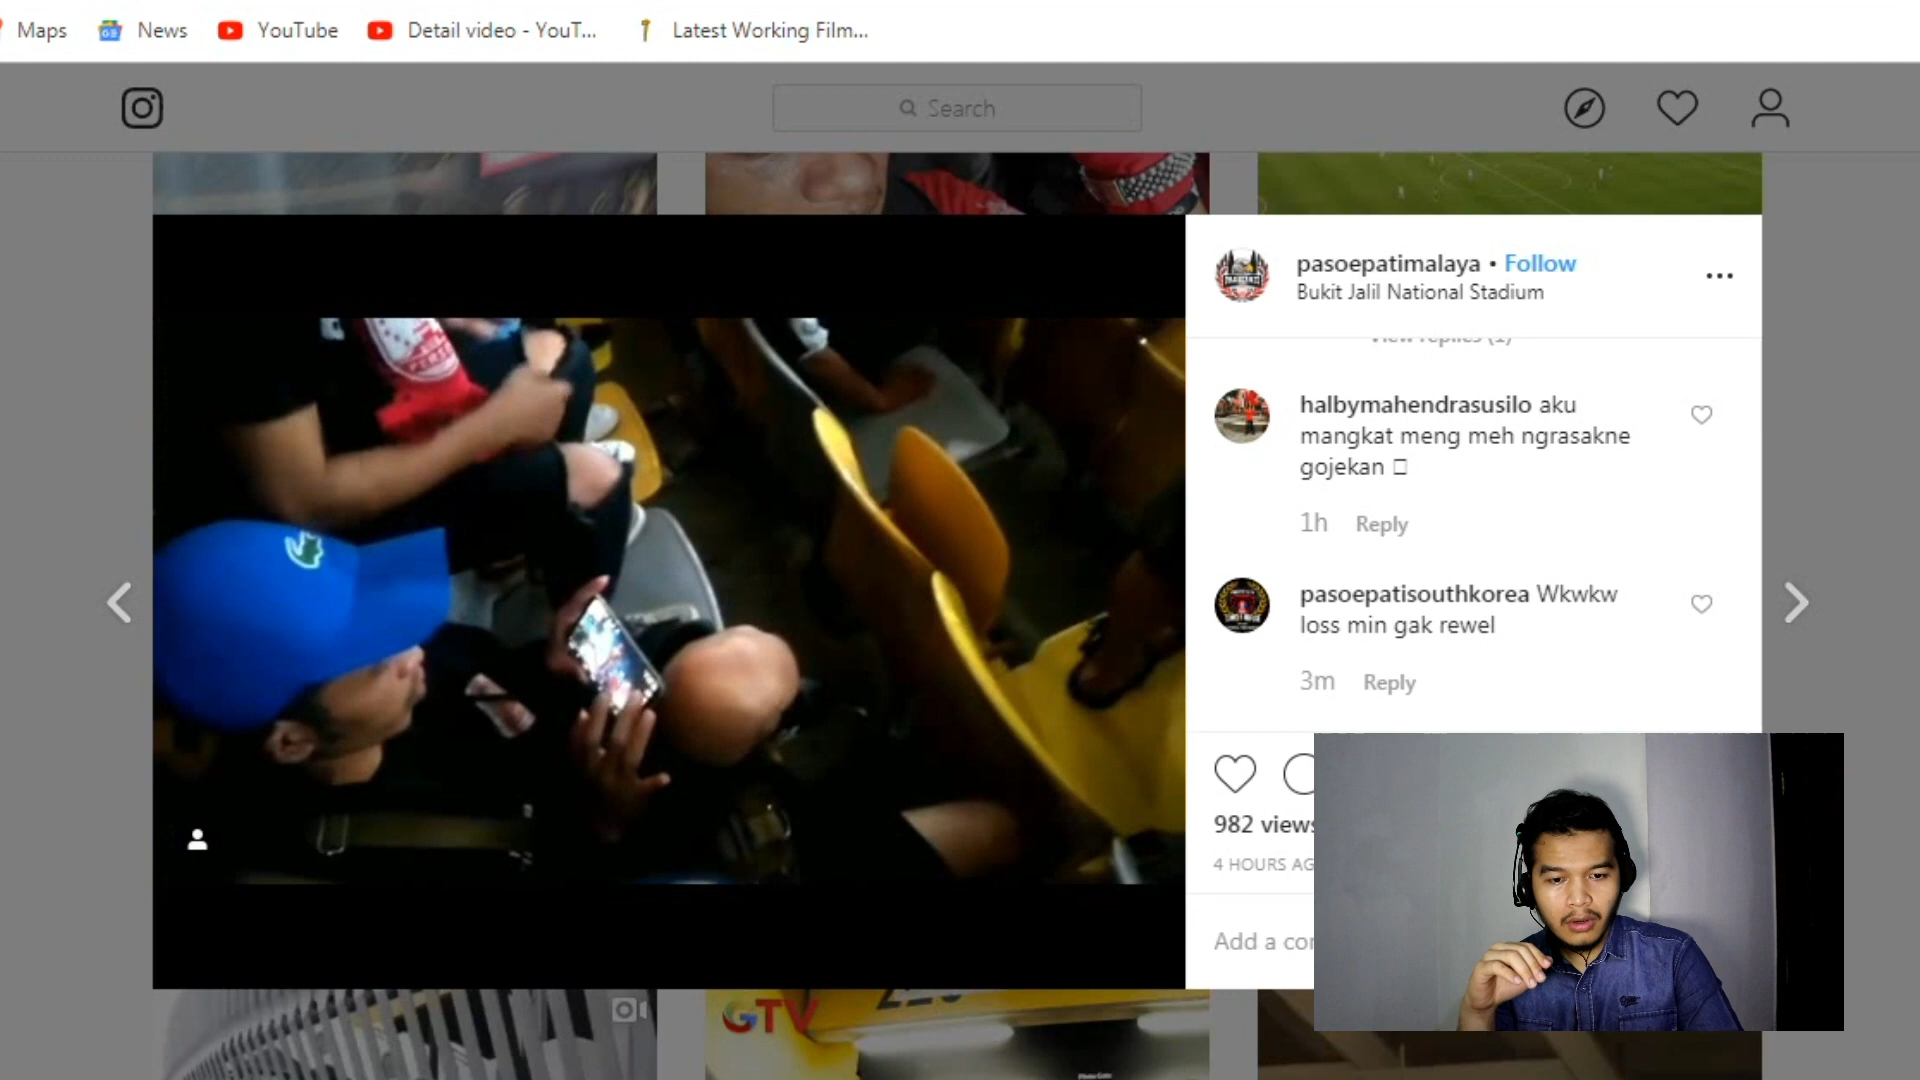 Maps
News
YouTube
Detail video - YouT...
Latest Working Film...
Search
pasoepatimalaya • Follow
Bukit Jalil National Stadium
View replies (1)
halbymahendrasusilo aku
mangkat meng meh ngrasakne
gojekan
1h Reply
pasoepatisouthkorea Wkwkw
loss min gak rewel
3m Reply
982 views
4 HOURS AG
Add a cor
GTV